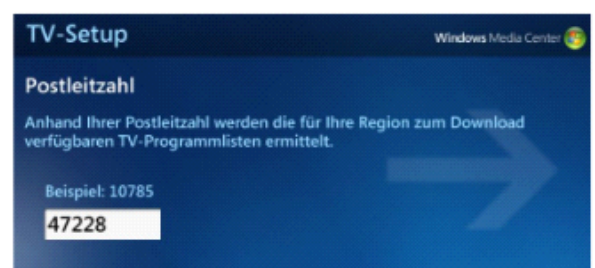 TV-Setup
Windows Media Center
Postleitzahl
Anhand Ihrer Postleitzahl werden die für Ihre Region zum Download
verfügbaren TV-Programmlisten ermittelt.
Beispiel: 10785
47228